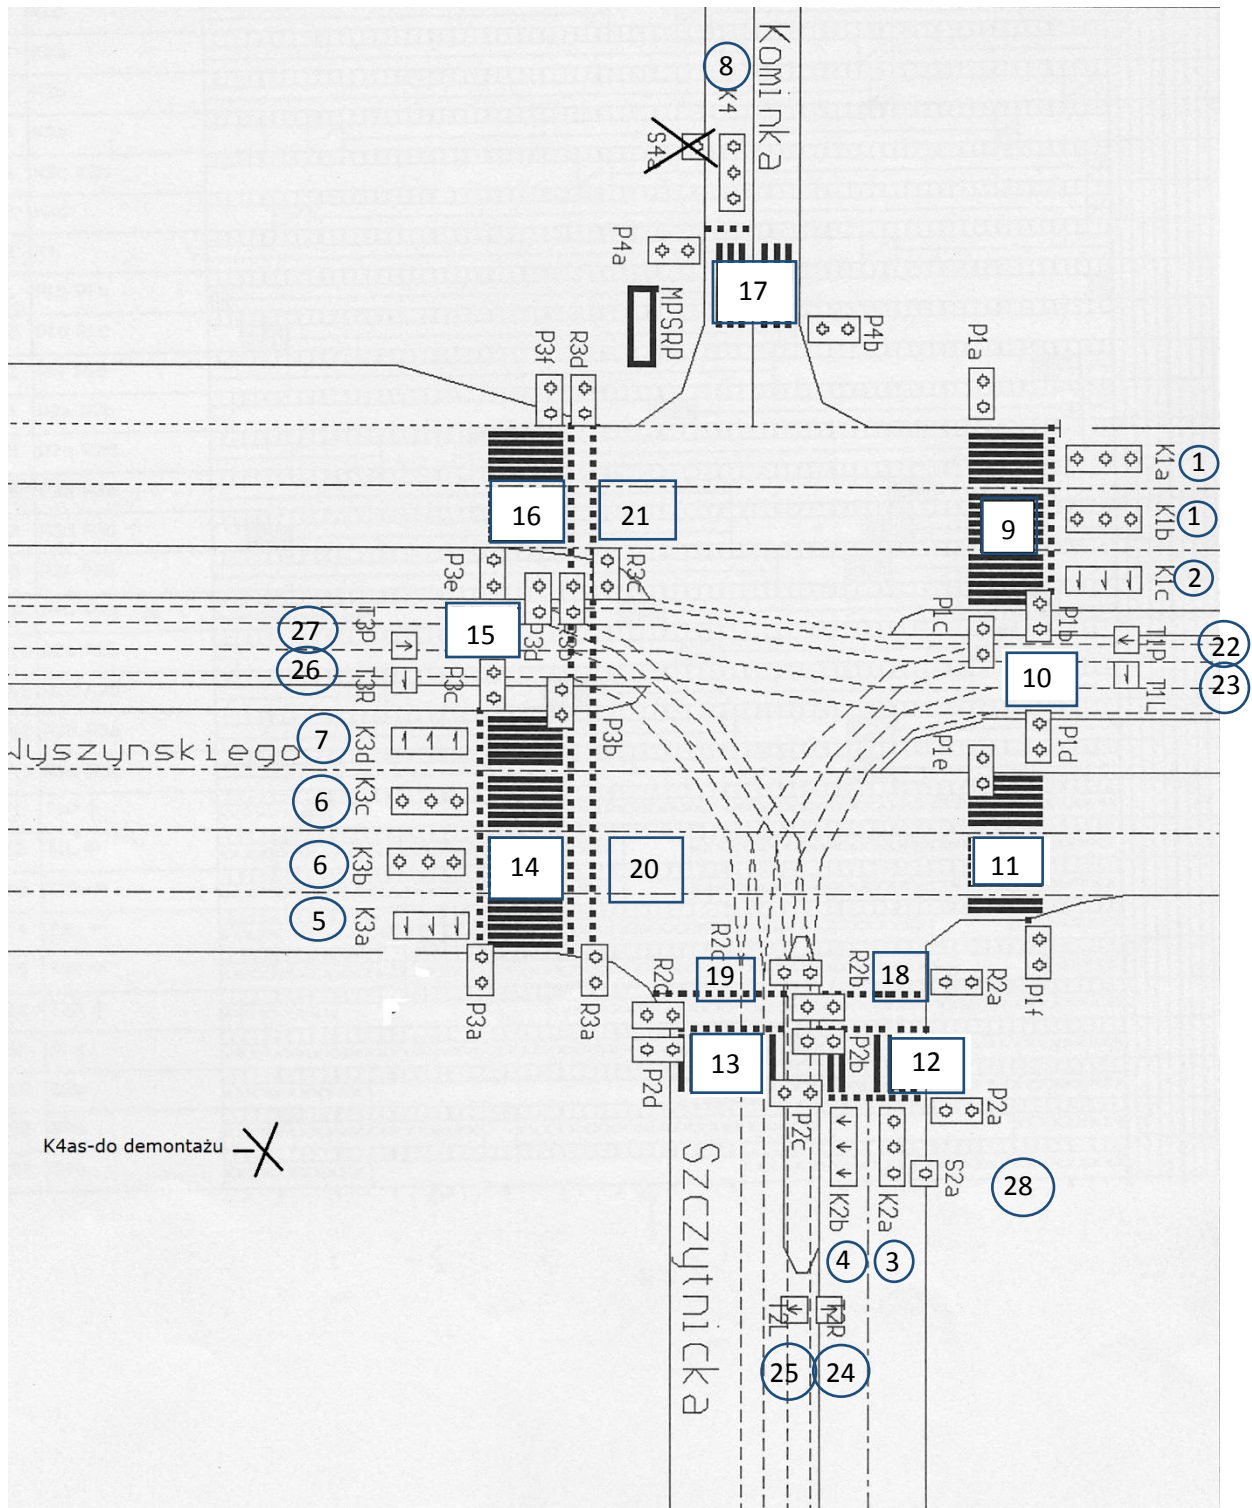 8
K4
Kominka
S4a
P4a
17
MPSRP
P4b
P1a
P3f
R3d
K1a
1
16
21
9
K1b
1
P3e
R3c
K1c
2
27
T3P
15
P3d
R3b
P1c
P1b
T1P
22
26
T3R
P3c
10
T1L
23
Wyszynskiego
7
K3d
P3b
P1e
P1d
6
K3c
6
K3b
14
20
11
5
K3a
R2c
R2b
R2d
19
18
R2a
P1f
P3a
R3a
13
P2b
12
P2d
P2a
K4as-do demontażu
P2c
Szczytnicka
K2b
K2a
S2a
28
4
3
T2L
T2R
25
24